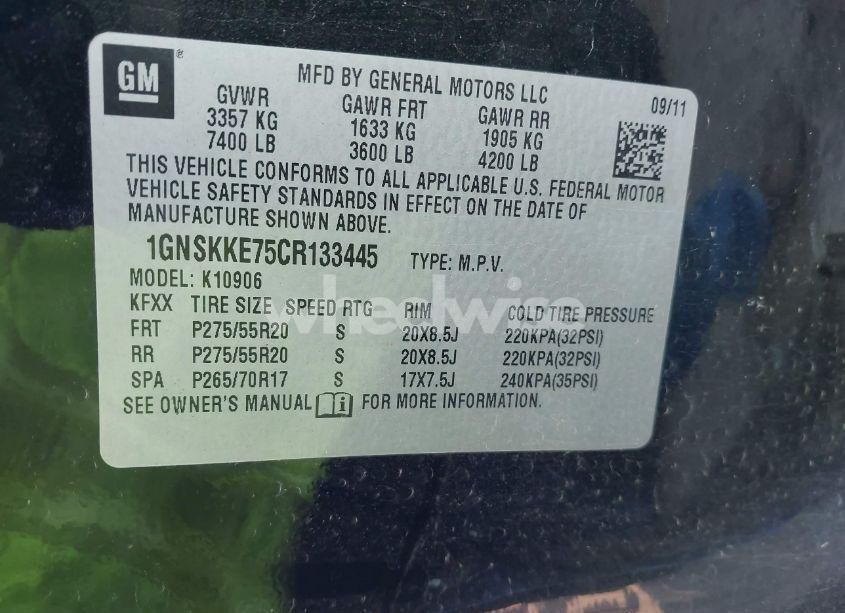 GM ®
MFD BY GENERAL MOTORS LLC
09/11
GVWR GAWR FRT GAWR RR
3357 KG 1633 KG 1905 KG
7400 LB 3600 LB 4200 LB
THIS VEHICLE CONFORMS TO ALL APPLICABLE U.S. FEDERAL MOTOR
VEHICLE SAFETY STANDARDS IN EFFECT ON THE DATE OF
MANUFACTURE SHOWN ABOVE.
1GNSKKE75CR133445 TYPE: M.P.V.
MODEL: K10906
KFXX TIRE SIZE SPEED RTG RIM COLD TIRE PRESSURE
FRT P275/55R20 S 20X8.5J 220KPA(32PSI)
RR P275/55R20 S 20X8.5J 220KPA(32PSI)
SPA P265/70R17 S 17X7.5J 240KPA(35PSI)
SEE OWNER'S MANUAL i FOR MORE INFORMATION.
wheelwire